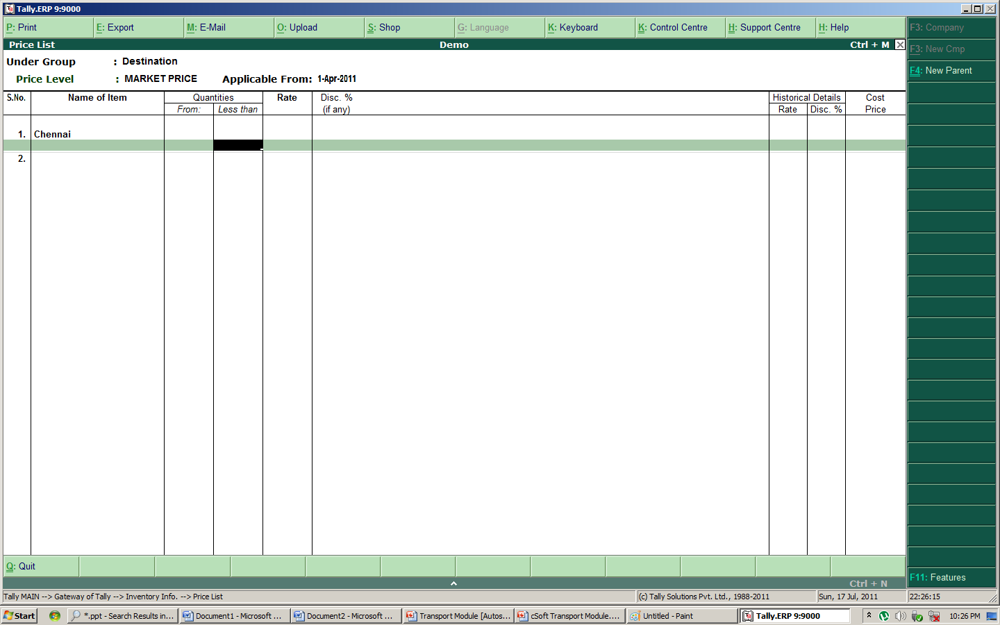 Tally.ERP 9:9000
P: Print E: Export M: E-Mail O: Upload S: Shop G: Language K: Keyboard K: Control Centre H: Support Centre H: Help F3: Company
Price List Demo Ctrl + M
F3: New Cmp
Under Group : Destination
F4: New Parent
Price Level : MARKET PRICE Applicable From: 1-Apr-2011
S.No. Name of Item Quantities Rate Disc. % Historical Details Cost
From: Less than (if any) Rate Disc. % Price
1. Chennai
2.
Q: Quit
F11: Features
Ctrl + N
Tally MAIN --> Gateway of Tally --> Inventory Info. --> Price List (c) Tally Solutions Pvt. Ltd., 1988-2011 Sun, 17 Jul, 2011 22:26:15
Start *.ppt - Search Results in... Document1 - Microsoft ... Document2 - Microsoft ... Transport Module [Autos... cSoft Transport Module.... Untitled - Paint Tally.ERP 9:9000 10:26 PM